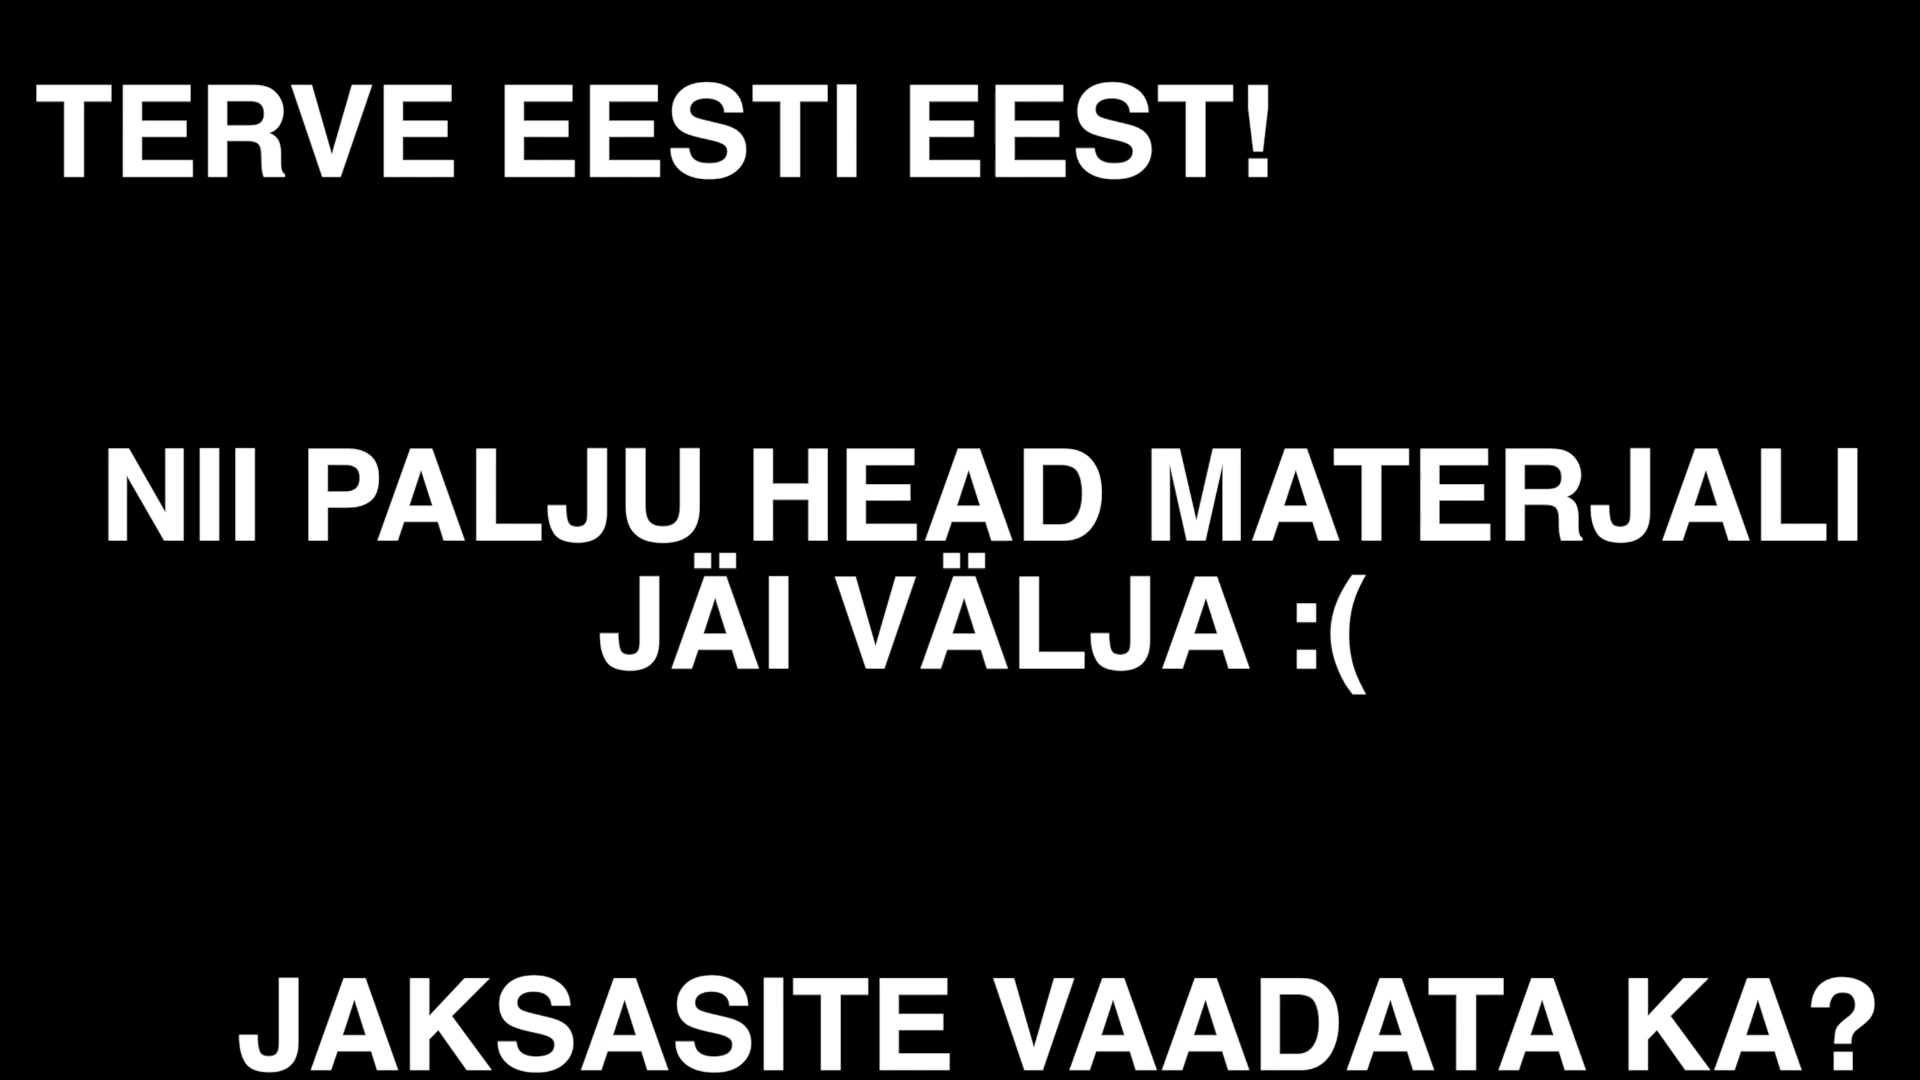 TERVE EESTI EEST!
NII PALJU HEAD MATERJALI
JÄI VÄLJA :(
JAKSASITE VAADATA KA?